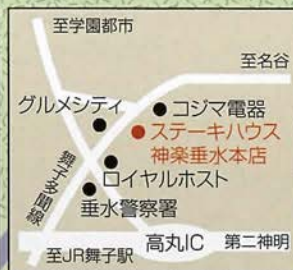 至学園都市
至名谷
グルメシティ
コジマ電器
ステーキハウス
神楽垂水本店
舞子多聞線
ロイヤルホスト
垂水警察署
高丸IC 第二神明
至JR舞子駅